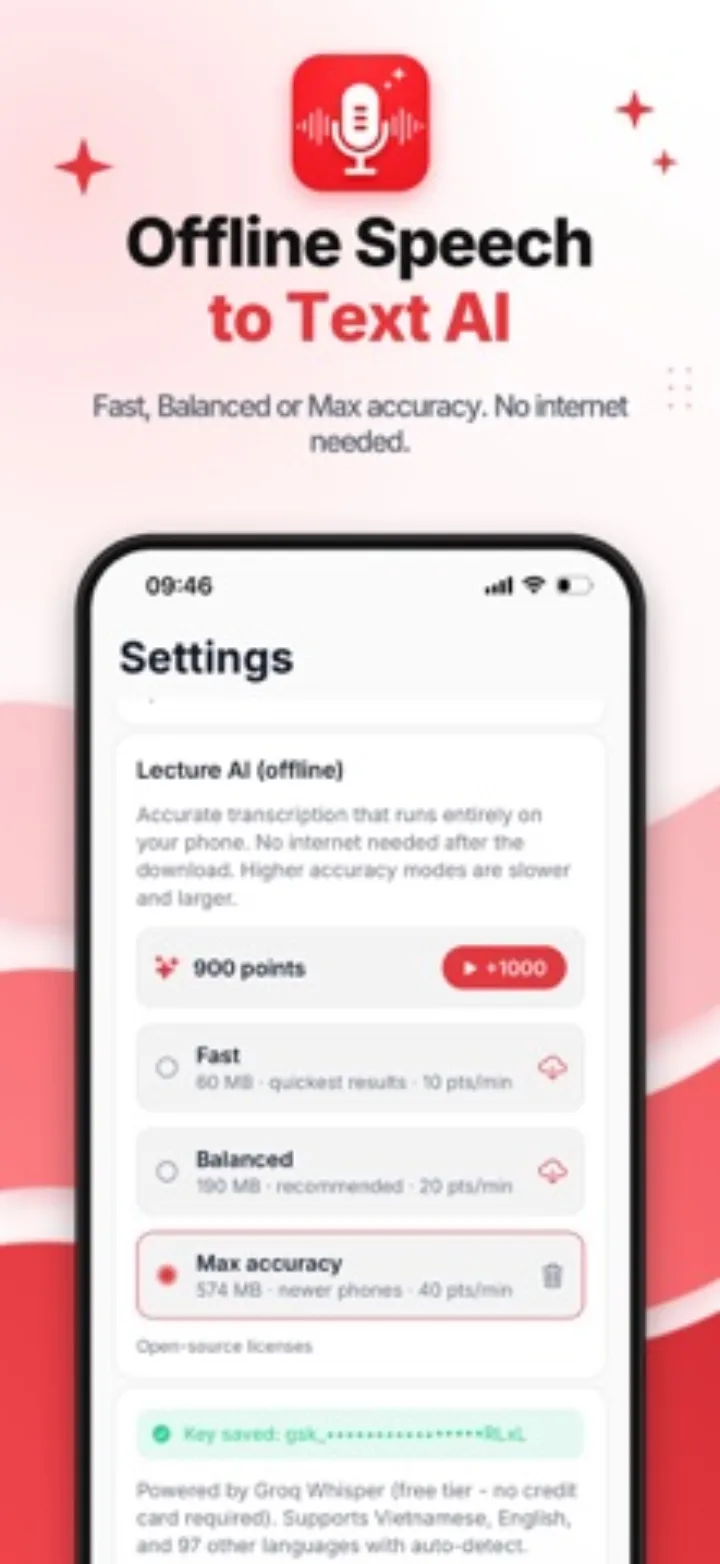 Offline Speech
to Text AI
Fast, Balanced or Max accuracy. No internet
needed.
09:46
Settings
Lecture AI (offline)
Accurate transcription that runs entirely on
your phone. No internet needed after the
download. Higher accuracy modes are slower
and larger.
900 points
+1000
Fast
60 MB · quickest results · 10 pts/min
Balanced
190 MB · recommended · 20 pts/min
Max accuracy
574 MB · newer phones · 40 pts/min
Open-source licenses
Key saved: gsk_
Powered by Groq Whisper (free tier - no credit
card required). Supports Vietnamese, English,
and 97 other languages with auto-detect.